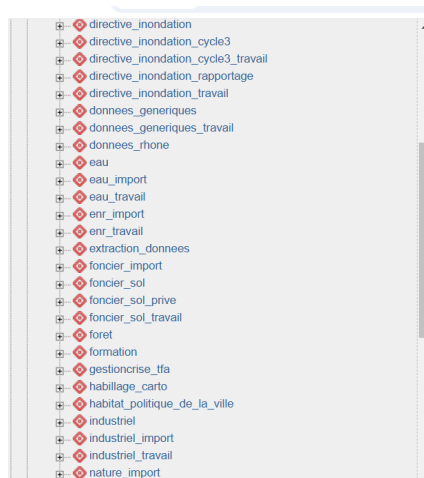 directive_inondation
directive_inondation_cycle3
directive_inondation_cycle3_travail
directive_inondation_rapportage
directive_inondation_travail
donnees_generiques
donnees_generiques_travail
donnees_rhone
eau
eau_import
eau_travail
enr_import
enr_travail
extraction_donnees
foncier_import
foncier_sol
foncier_sol_prive
foncier_sol_travail
foret
formation
gestioncrise_tfa
habillage_carto
habitat_politique_de_la_ville
industriel
industriel_import
industriel_travail
nature_import